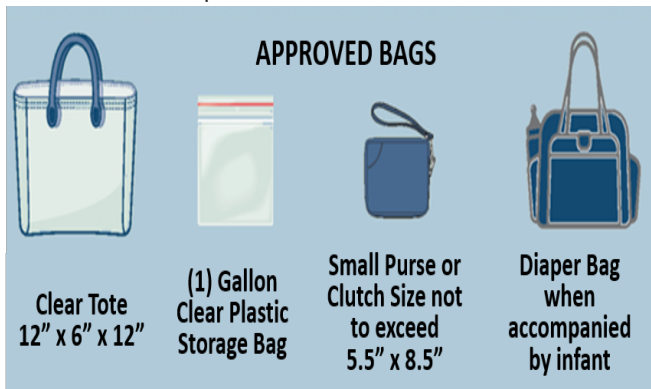 APPROVED BAGS
Clear Tote
12” x 6” x 12”
(1) Gallon
Clear Plastic
Storage Bag
Small Purse or
Clutch Size not
to exceed
5.5” x 8.5”
Diaper Bag
when
accompanied
by infant